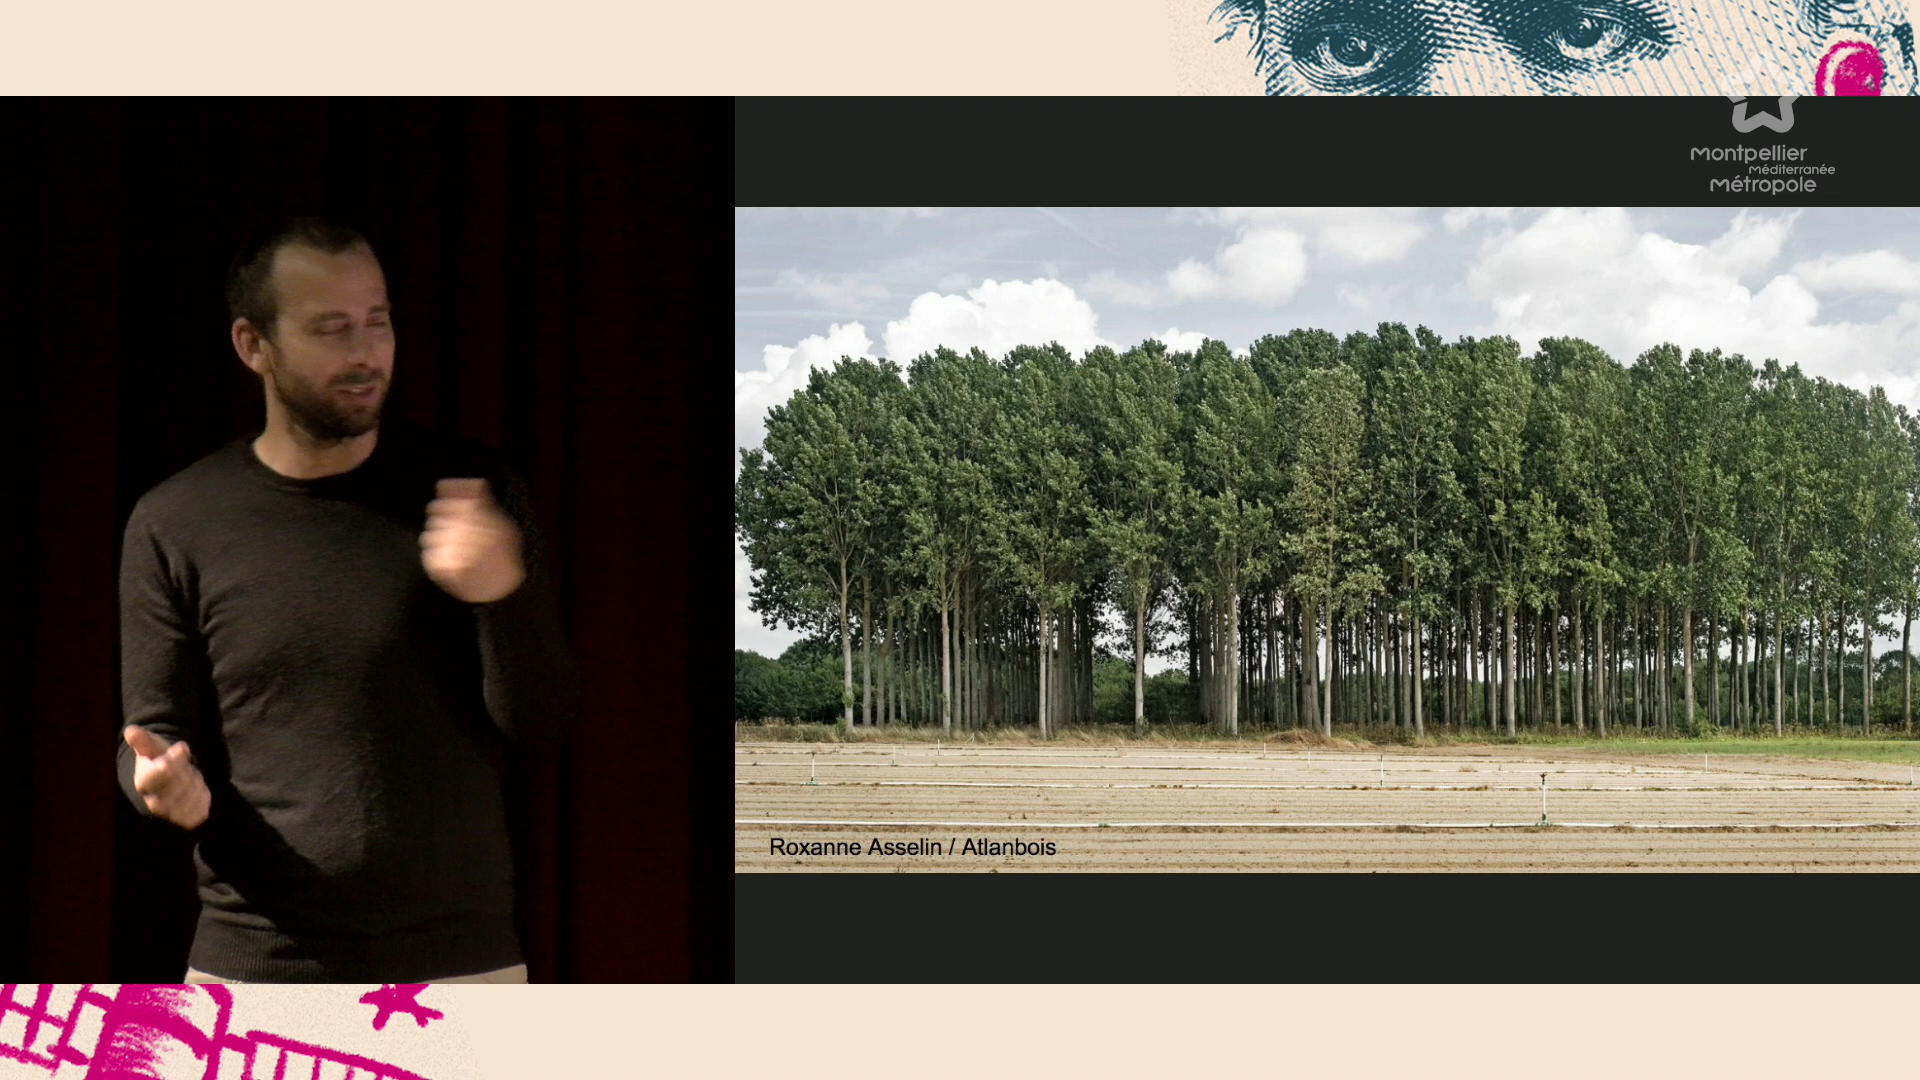 montpellier
méditerranée
métropole
Roxanne Asselin / Atlanbois